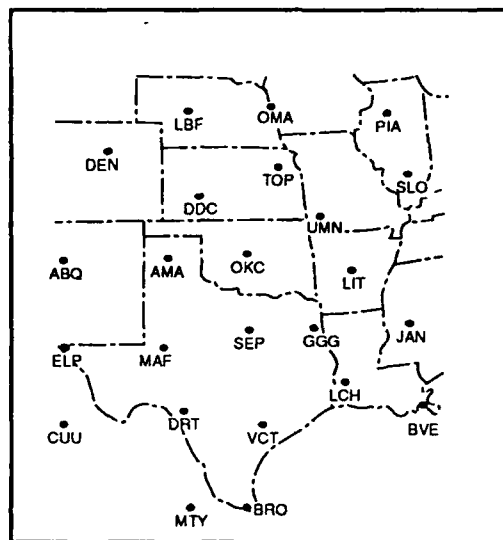 LBF
OMA
PIA
DEN
TOP
SLO
DDC
UMN
ABQ
AMA
OKC
LIT
SEP
GGG
JAN
ELP
MAF
LCH
CUU
DRT
VCT
BVE
MTY
BRO